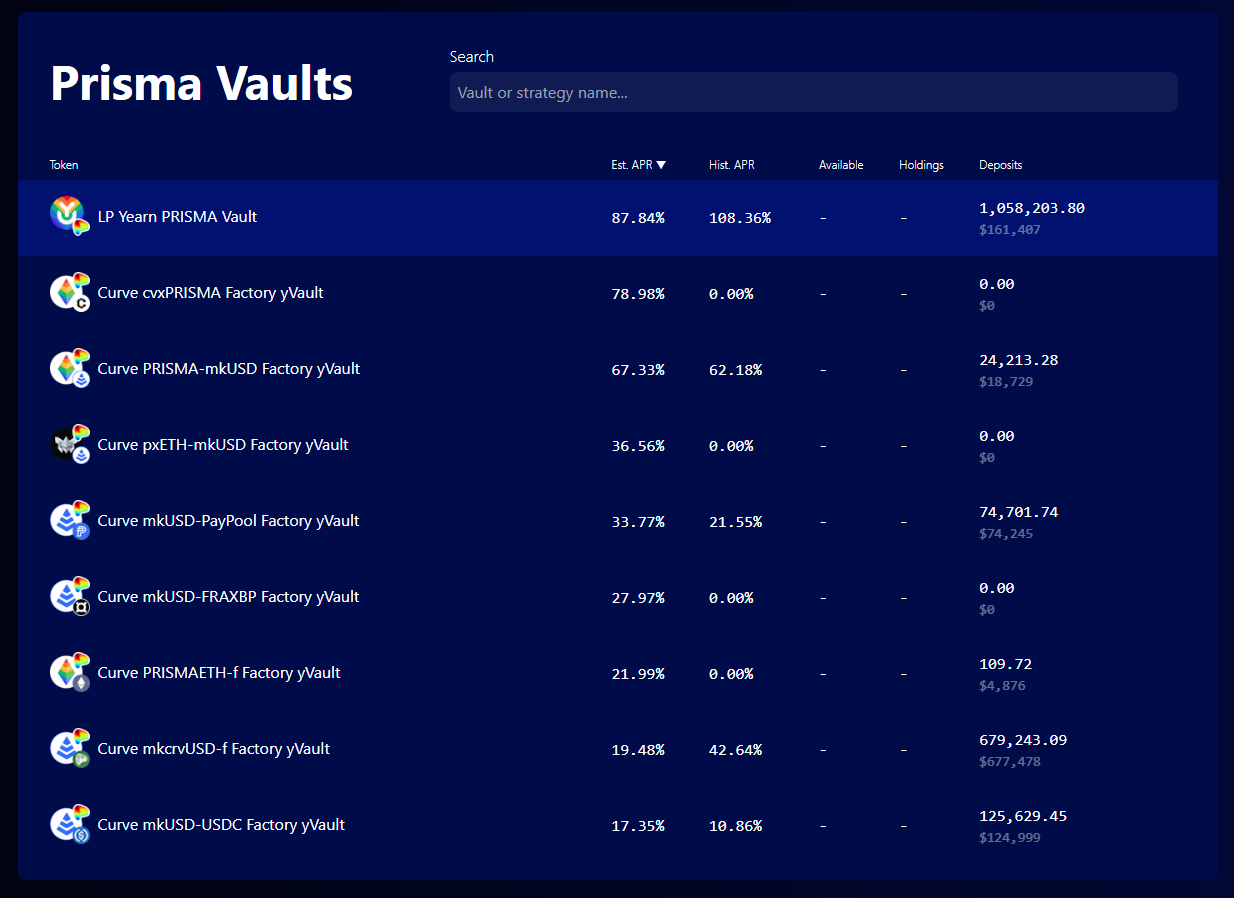 Prisma Vaults
Search
Vault or strategy name...
Token Est. APR ▼ Hist. APR Available Holdings Deposits
LP Yearn PRISMA Vault 87.84% 108.36% - - 1,058,203.80
$161,407
Curve cvxPRISMA Factory yVault 78.98% 0.00% - - 0.00
$0
Curve PRISMA-mkUSD Factory yVault 67.33% 62.18% - - 24,213.28
$18,729
Curve pxETH-mkUSD Factory yVault 36.56% 0.00% - - 0.00
$0
Curve mkUSD-PayPool Factory yVault 33.77% 21.55% - - 74,701.74
$74,245
Curve mkUSD-FRAXBP Factory yVault 27.97% 0.00% - - 0.00
$0
Curve PRISMAETH-f Factory yVault 21.99% 0.00% - - 109.72
$4,876
Curve mkcrvUSD-f Factory yVault 19.48% 42.64% - - 679,243.09
$677,478
Curve mkUSD-USDC Factory yVault 17.35% 10.86% - - 125,629.45
$124,999